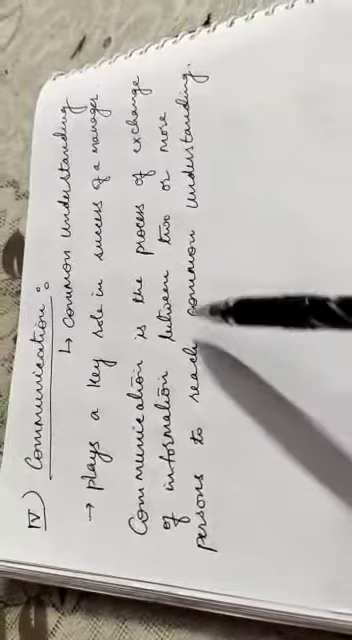 IV) Communication:
↳ Common Understanding
→ plays a key role in success of a manager.
Communication is the process of exchange
of information between two or more
persons to reach common understanding.